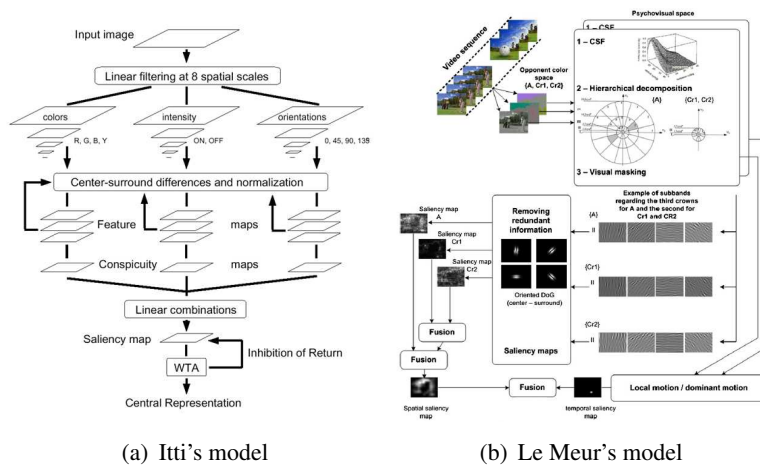 Input image
Linear filtering at 8 spatial scales
colors
intensity
orientations
R, G, B, Y
ON, OFF
0, 45, 90, 135
Center-surround differences and normalization
Feature
maps
Conspicuity
maps
Linear combinations
Saliency map
Inhibition of Return
WTA
Central Representation
(a) Itti's model
Psychovisual space
1 – CSF
1 – CSF
Video sequence
Opponent color
space
{A, Cr1, Cr2}
2 – Hierarchical decomposition
{A}
{Cr1, Cr2}
3 – Visual masking
Saliency map
A
Saliency map
Cr1
Saliency map
Cr2
Removing
redundant
information
Oriented DoG
(center – surround)
Saliency maps
Example of subbands
regarding the third crowns
for A and the second for
Cr1 and CR2
{A}
{Cr1}
{Cr2}
Fusion
Fusion
Spatial saliency
map
Fusion
temporal saliency
map
Local motion / dominant motion
(b) Le Meur's model